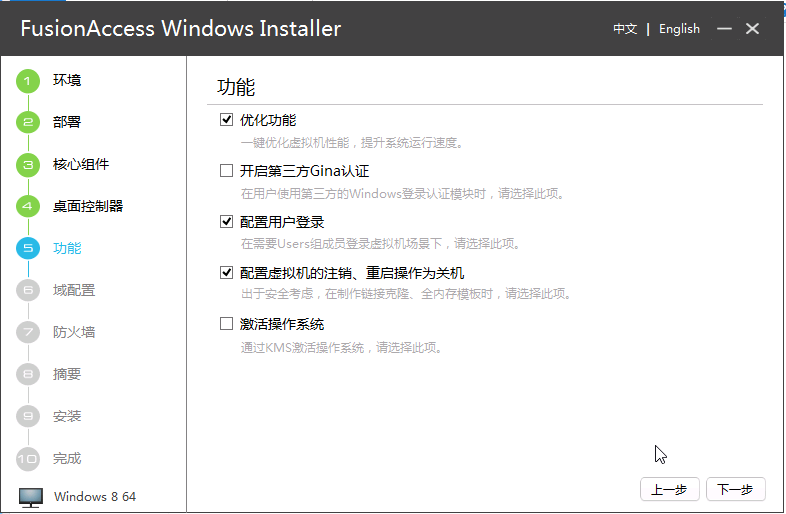 FusionAccess Windows Installer
中文 | English
1 环境
2 部署
3 核心组件
4 桌面控制器
5 功能
6 域配置
7 防火墙
8 摘要
9 安装
10 完成
Windows 8 64
功能
优化功能
一键优化虚拟机性能，提升系统运行速度。
开启第三方Gina认证
在用户使用第三方的Windows登录认证模块时，请选择此项。
配置用户登录
在需要Users组成员登录虚拟机场景下，请选择此项。
配置虚拟机的注销、重启操作为关机
出于安全考虑，在制作链接克隆、全内存模板时，请选择此项。
激活操作系统
通过KMS激活操作系统，请选择此项。
上一步 下一步